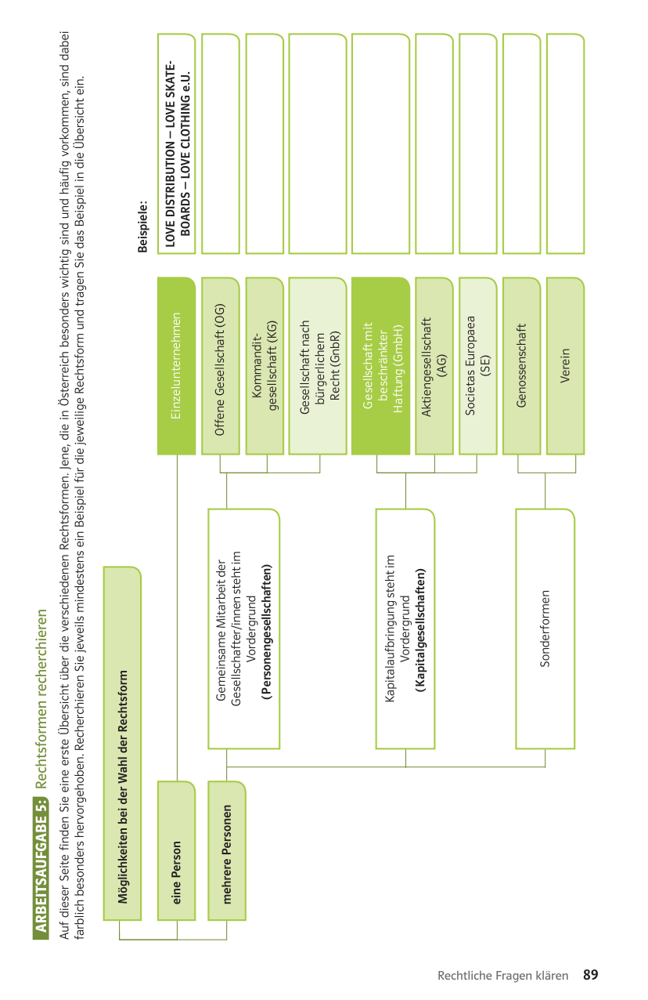 ARBEITSAUFGABE 5: Rechtsformen recherchieren
Auf dieser Seite finden Sie eine erste Übersicht über die verschiedenen Rechtsformen. Jene, die in Österreich besonders wichtig sind und häufig vorkommen, sind dabei
farblich besonders hervorgehoben. Recherchieren Sie jeweils mindestens ein Beispiel für die jeweilige Rechtsform und tragen Sie das Beispiel in die Übersicht ein.
Möglichkeiten bei der Wahl der Rechtsform
Beispiele:
eine Person
Einzelunternehmen
LOVE DISTRIBUTION – LOVE SKATE-
BOARDS – LOVE CLOTHING e.U.
mehrere Personen
Gemeinsame Mitarbeit der
Gesellschafter/innen steht im
Vordergrund
(Personengesellschaften)
Offene Gesellschaft (OG)
Kommandit-
gesellschaft (KG)
Gesellschaft nach
bürgerlichem
Recht (GnbR)
Kapitalaufbringung steht im
Vordergrund
(Kapitalgesellschaften)
Gesellschaft mit
beschränkter
Haftung (GmbH)
Aktiengesellschaft
(AG)
Societas Europaea
(SE)
Sonderformen
Genossenschaft
Verein
Rechtliche Fragen klären 89